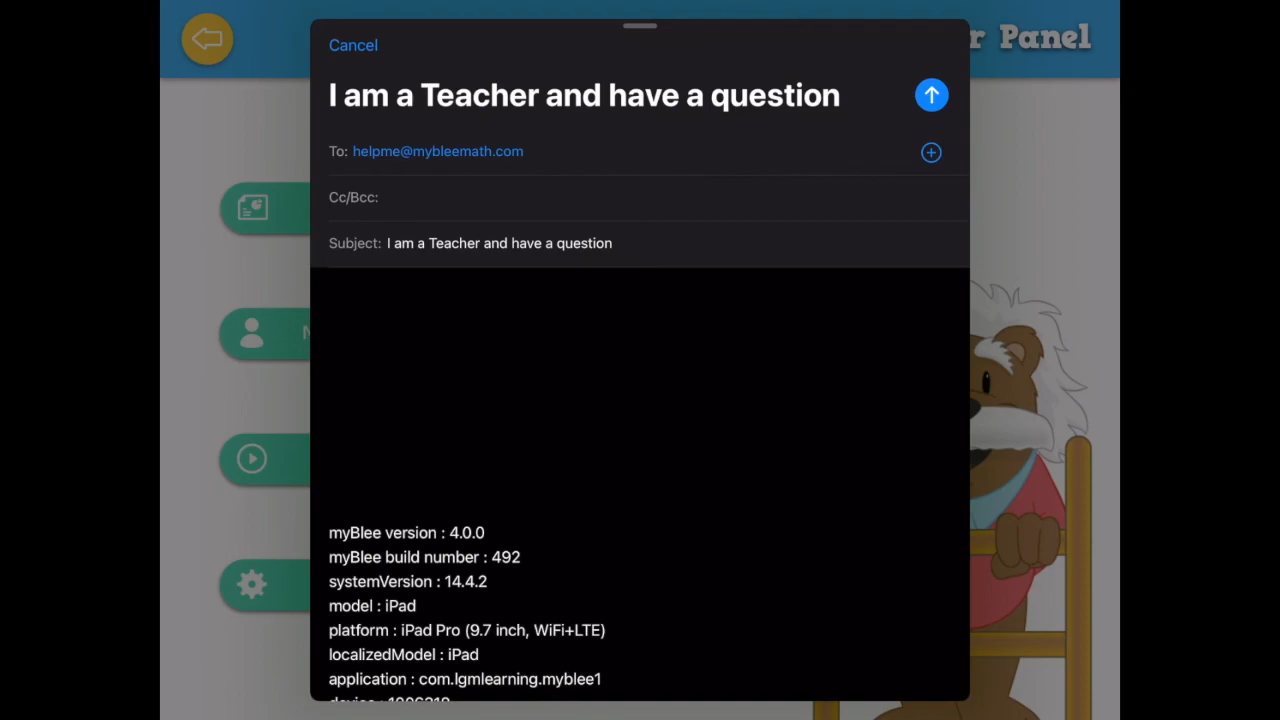 Cancel
r Panel
I am a Teacher and have a question
To: helpme@mybleemath.com
Cc/Bcc:
Subject: I am a Teacher and have a question
N
myBlee version : 4.0.0
myBlee build number : 492
systemVersion : 14.4.2
model : iPad
platform : iPad Pro (9.7 inch, WiFi+LTE)
localizedModel : iPad
application : com.lgmlearning.myblee1